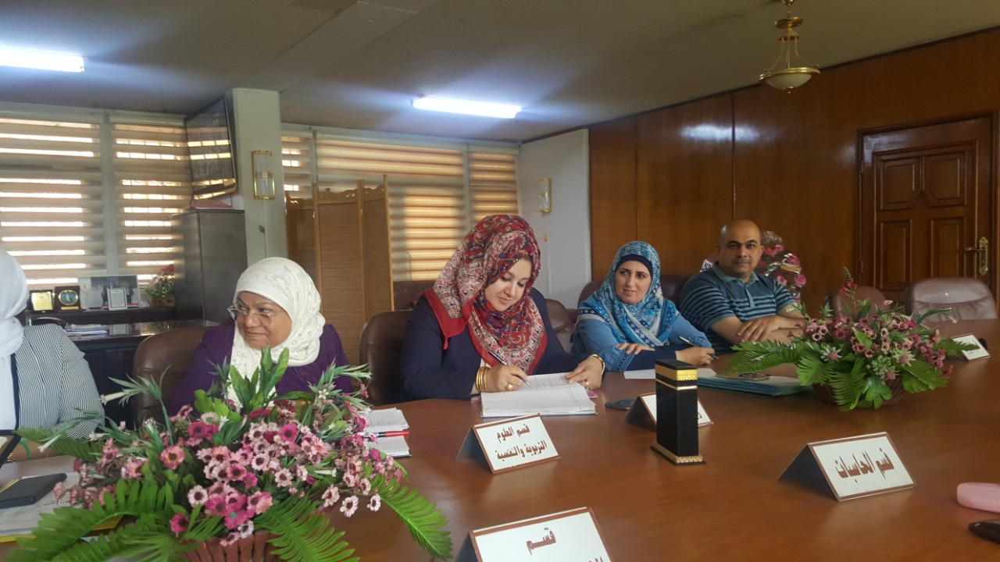 قسم العلوم
التربوية والنفسية
قسم الحاسبات
قسم